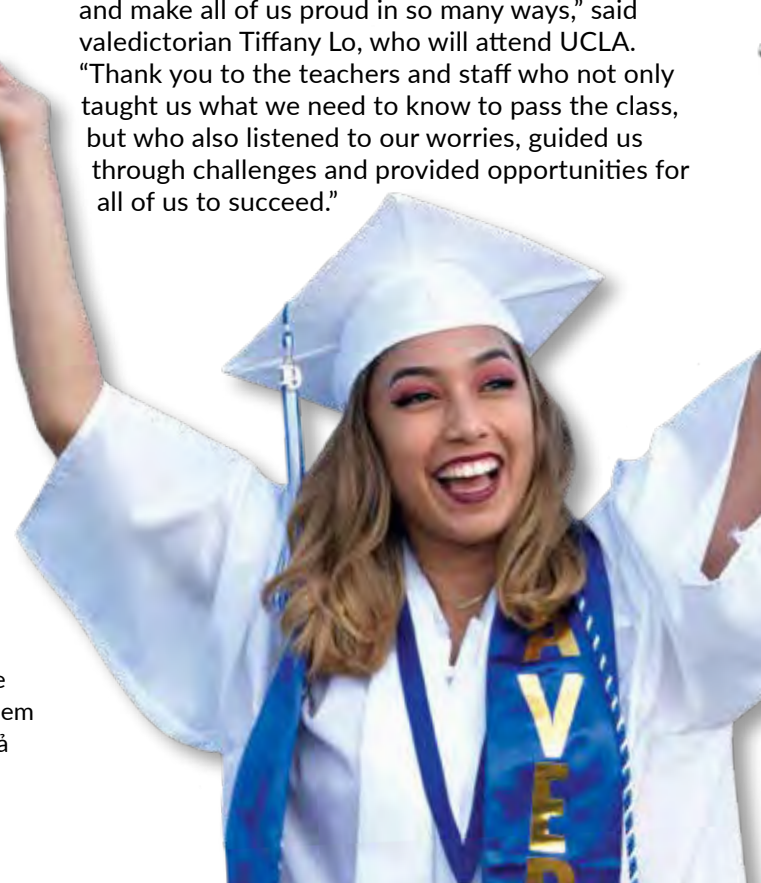 and make all of us proud in so many ways,” said
valedictorian Tiffany Lo, who will attend UCLA.
“Thank you to the teachers and staff who not only
taught us what we need to know to pass the class,
but who also listened to our worries, guided us
through challenges and provided opportunities for
all of us to succeed.”
e
em
ả
A
V
E